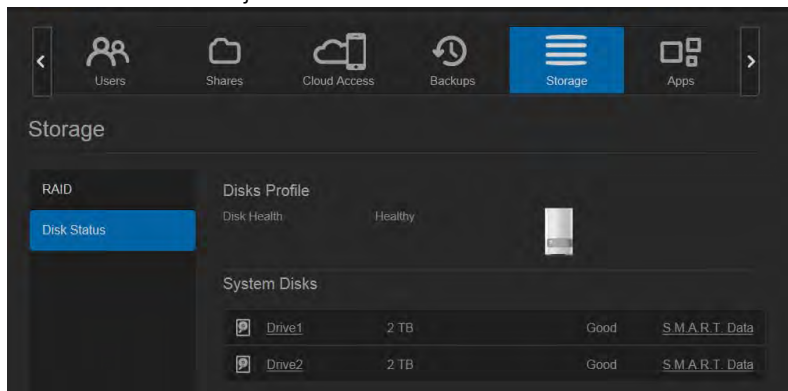 Users Shares Cloud Access Backups Storage Apps
Storage
RAID
Disk Status
Disks Profile
Disk Health Healthy
System Disks
Drive1 2 TB Good S.M.A.R.T. Data
Drive2 2 TB Good S.M.A.R.T. Data